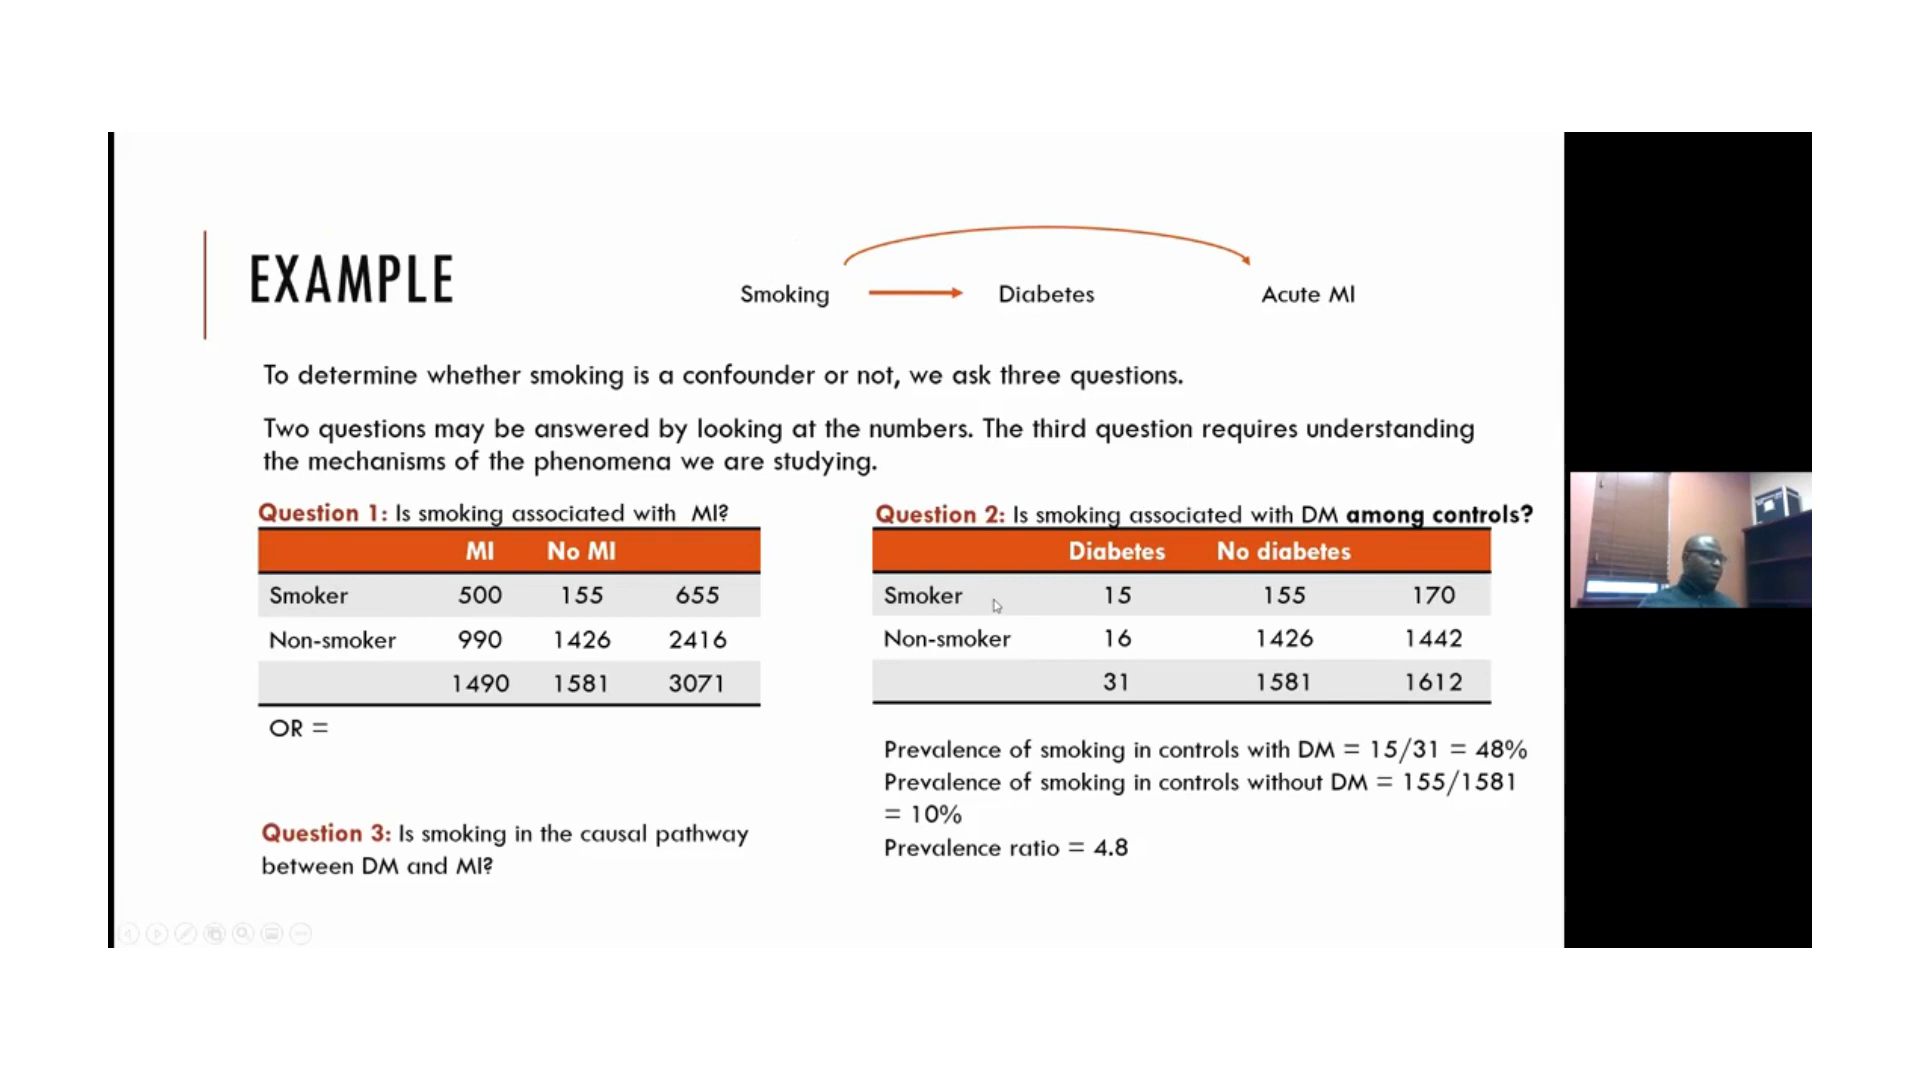 EXAMPLE
Smoking Diabetes Acute MI
To determine whether smoking is a confounder or not, we ask three questions.
Two questions may be answered by looking at the numbers. The third question requires understanding
the mechanisms of the phenomena we are studying.
Question 1: Is smoking associated with MI?
MI No MI
Smoker 500 155 655
Non-smoker 990 1426 2416
1490 1581 3071
OR =
Question 3: Is smoking in the causal pathway
between DM and MI?
Question 2: Is smoking associated with DM among controls?
Diabetes No diabetes
Smoker 15 155 170
Non-smoker 16 1426 1442
31 1581 1612
Prevalence of smoking in controls with DM = 15/31 = 48%
Prevalence of smoking in controls without DM = 155/1581
= 10%
Prevalence ratio = 4.8